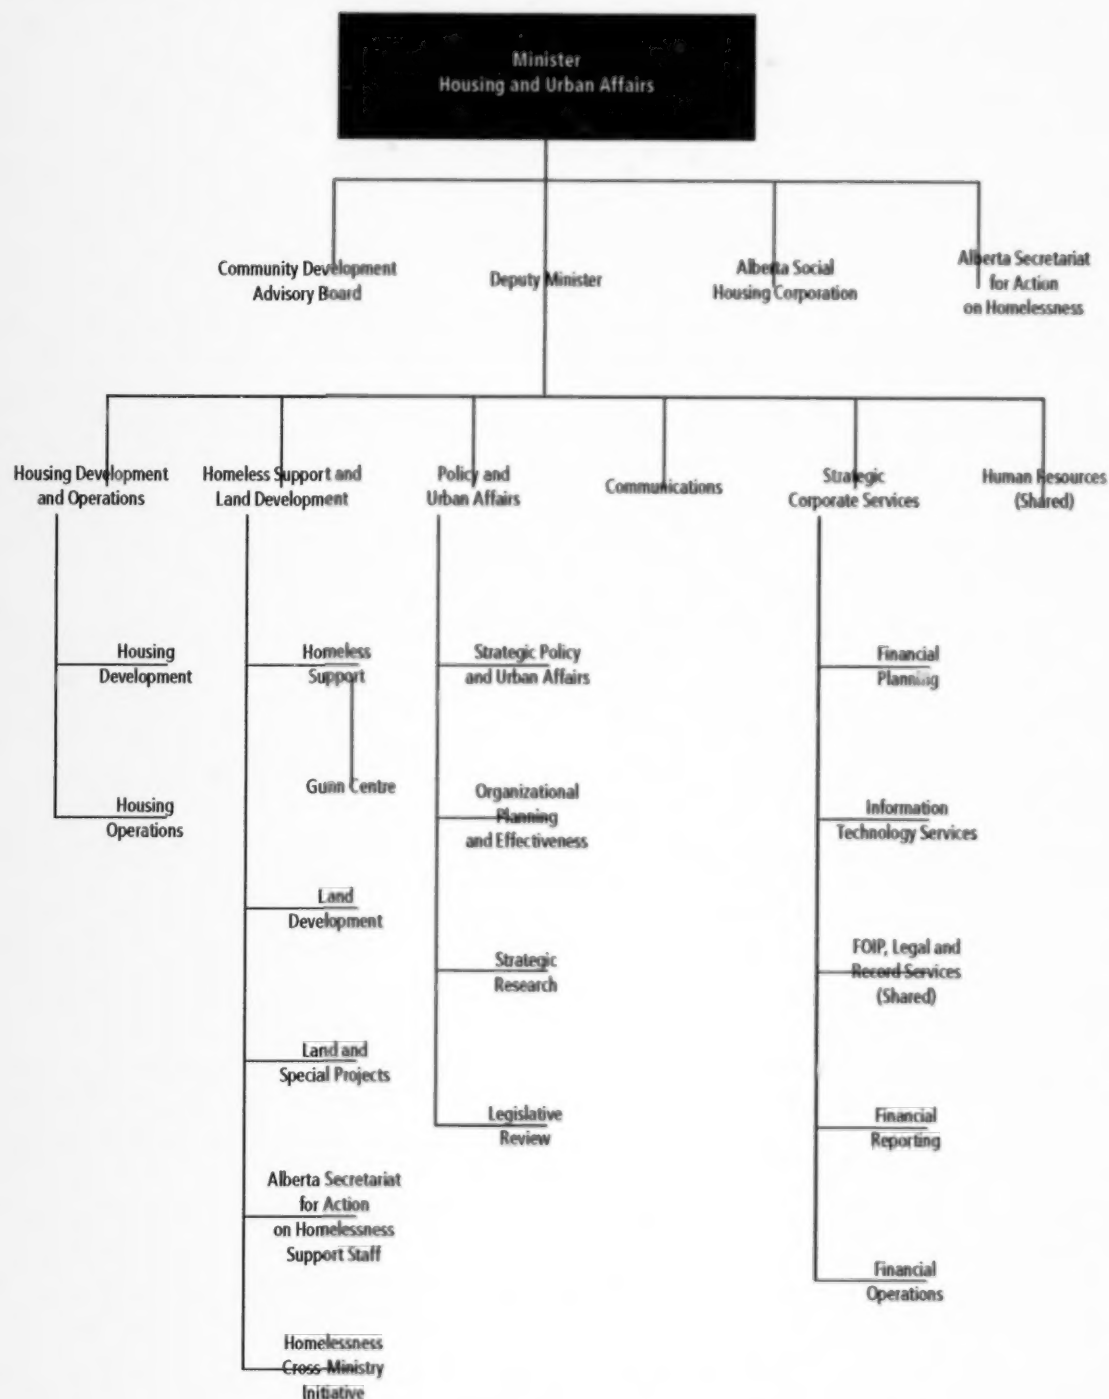 Minister
Housing and Urban Affairs
Community Development
Advisory Board
Deputy Minister
Alberta Social
Housing Corporation
Alberta Secretariat
for Action
on Homelessness
Housing Development
and Operations
Homeless Support and
Land Development
Policy and
Urban Affairs
Communications
Strategic
Corporate Services
Human Resources
(Shared)
Housing
Development
Housing
Operations
Homeless
Support
Gunn Centre
Land
Development
Land and
Special Projects
Alberta Secretariat
for Action
on Homelessness
Support Staff
Homelessness
Cross-Ministry
Initiative
Strategic Policy
and Urban Affairs
Organizational
Planning
and Effectiveness
Strategic
Research
Legislative
Review
Financial
Planning
Information
Technology Services
FOIP, Legal and
Record Services
(Shared)
Financial
Reporting
Financial
Operations